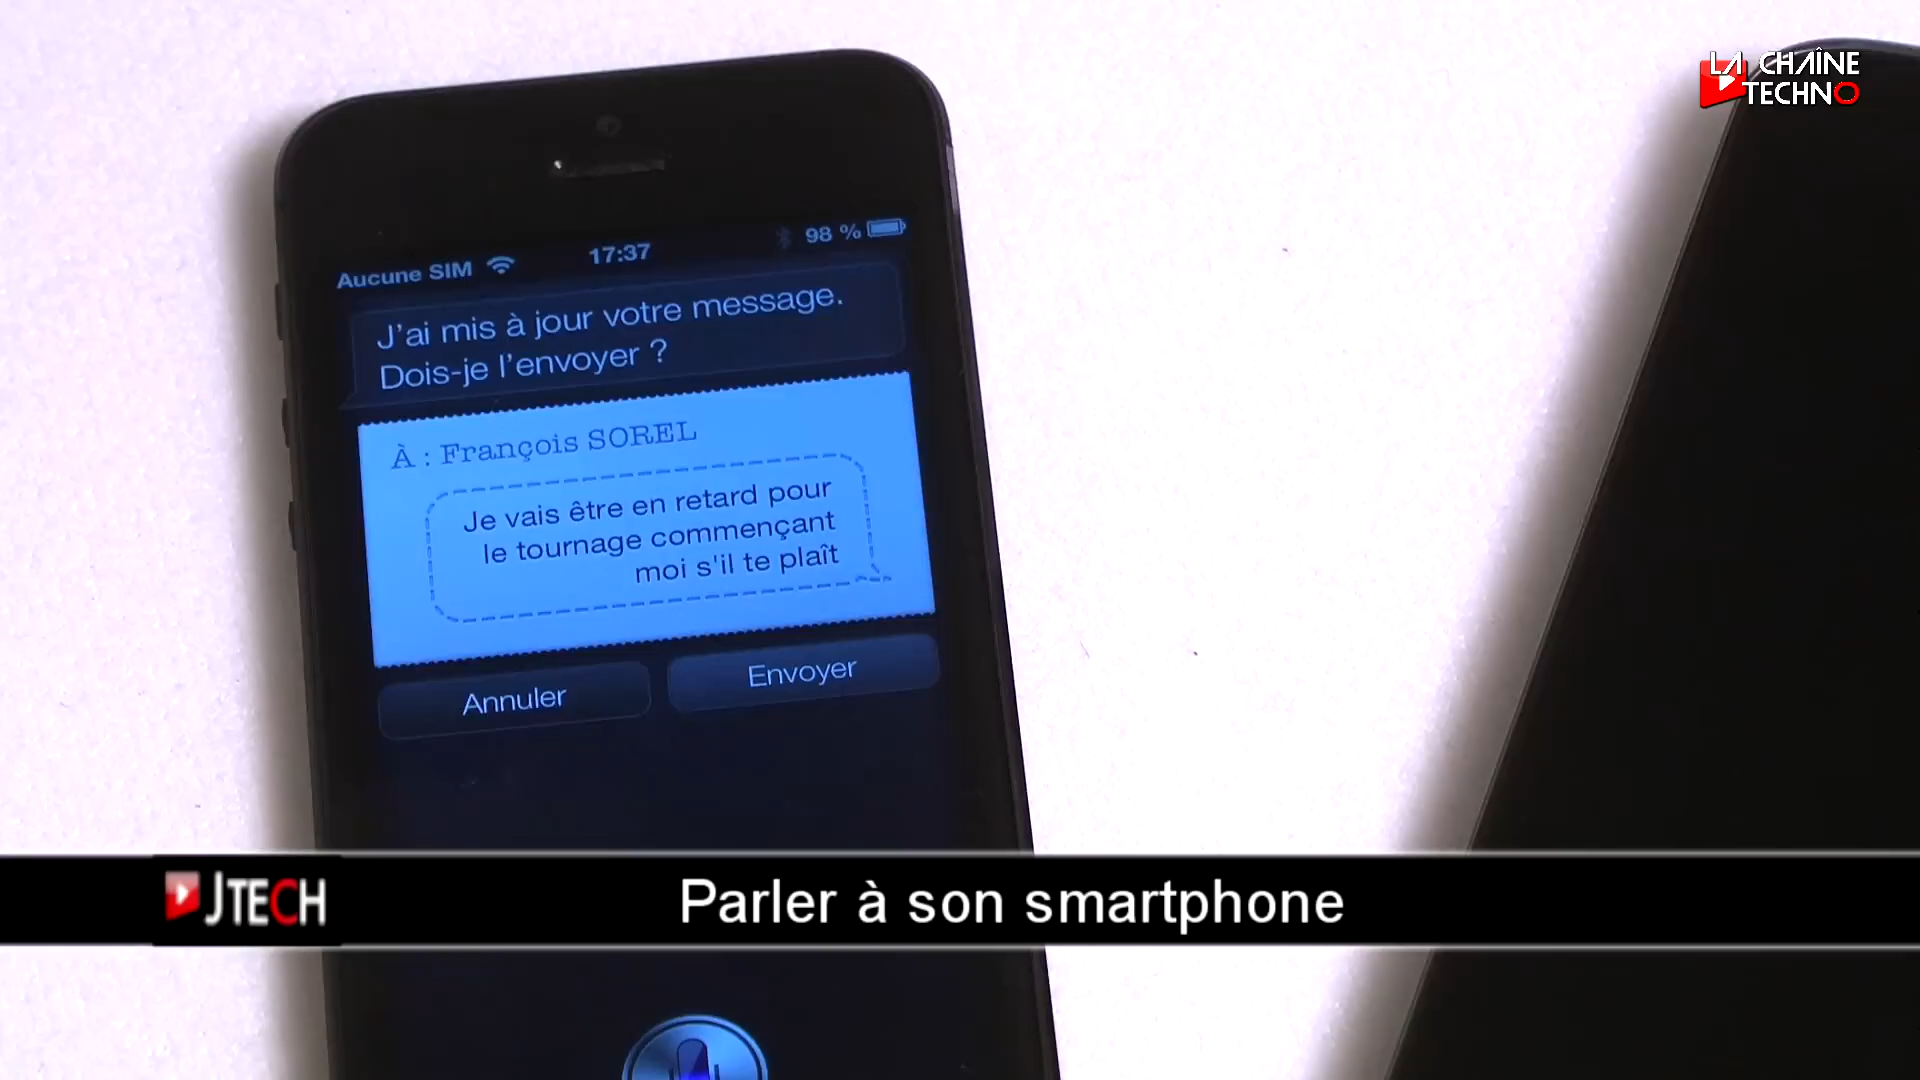 LA CHAÎNE
TECHNO
Aucune SIM 17:37 98 %
J'ai mis à jour votre message.
Dois-je l'envoyer ?
À : François SOREL
Je vais être en retard pour
le tournage commençant
moi s'il te plaît
Annuler Envoyer
JTECH Parler à son smartphone